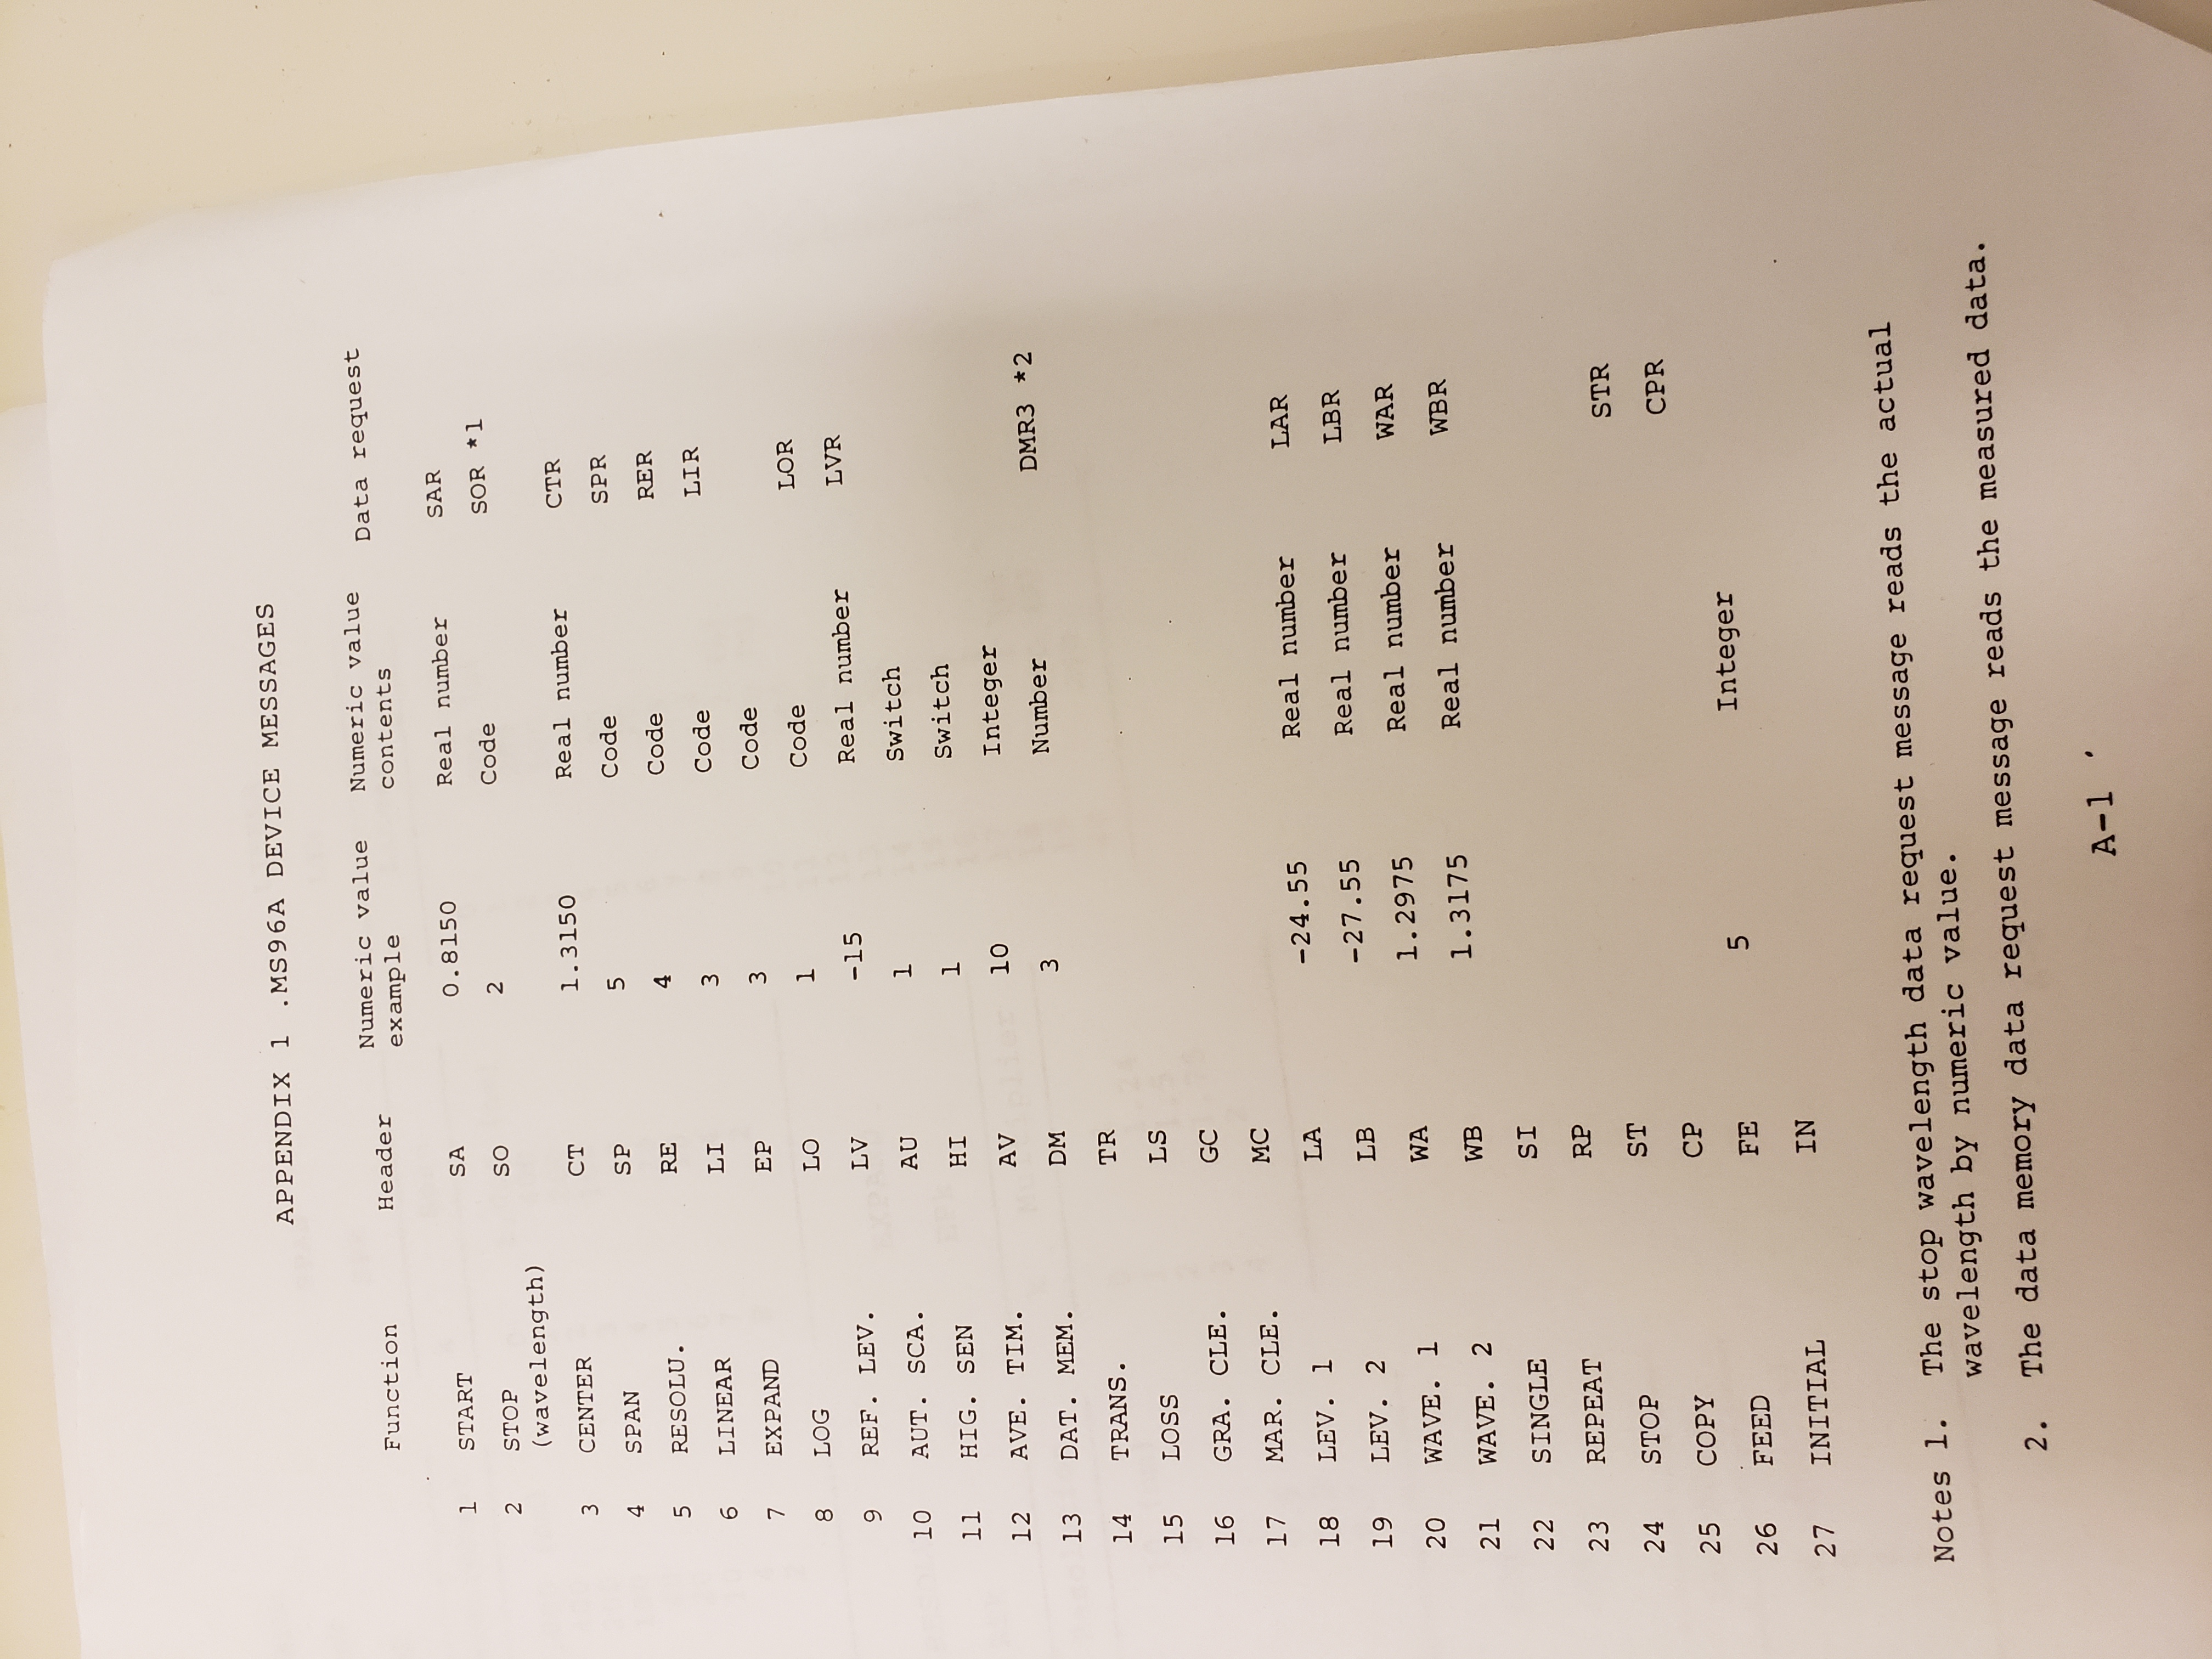 APPENDIX 1 .MS96A DEVICE MESSAGES
Function Header Numeric value example Numeric value contents Data request
1 START SA 0.8150 Real number SAR
2 STOP SO 2 Code SOR *1
(wavelength)
3 CENTER CT 1.3150 Real number CTR
4 SPAN SP 5 Code SPR
5 RESOLU. RE 4 Code RER
6 LINEAR LI 3 Code LIR
7 EXPAND EP 3 Code
8 LOG LO 1 Code LOR
9 REF. LEV. LV -15 Real number LVR
10 AUT. SCA. AU 1 Switch
11 HIG. SEN HI 1 Switch
12 AVE. TIM. AV 10 Integer
13 DAT. MEM. DM 3 Number DMR3 *2
14 TRANS. TR
15 LOSS LS
16 GRA. CLE. GC
17 MAR. CLE. MC
18 LEV. 1 LA -24.55 Real number LAR
19 LEV. 2 LB -27.55 Real number LBR
20 WAVE. 1 WA 1.2975 Real number WAR
21 WAVE. 2 WB 1.3175 Real number WBR
22 SINGLE SI
23 REPEAT RP
24 STOP ST STR
25 COPY CP CPR
26 FEED FE 5 Integer
27 INITIAL IN
Notes 1. The stop wavelength data request message reads the actual
wavelength by numeric value.
2. The data memory data request message reads the measured data.
A-1